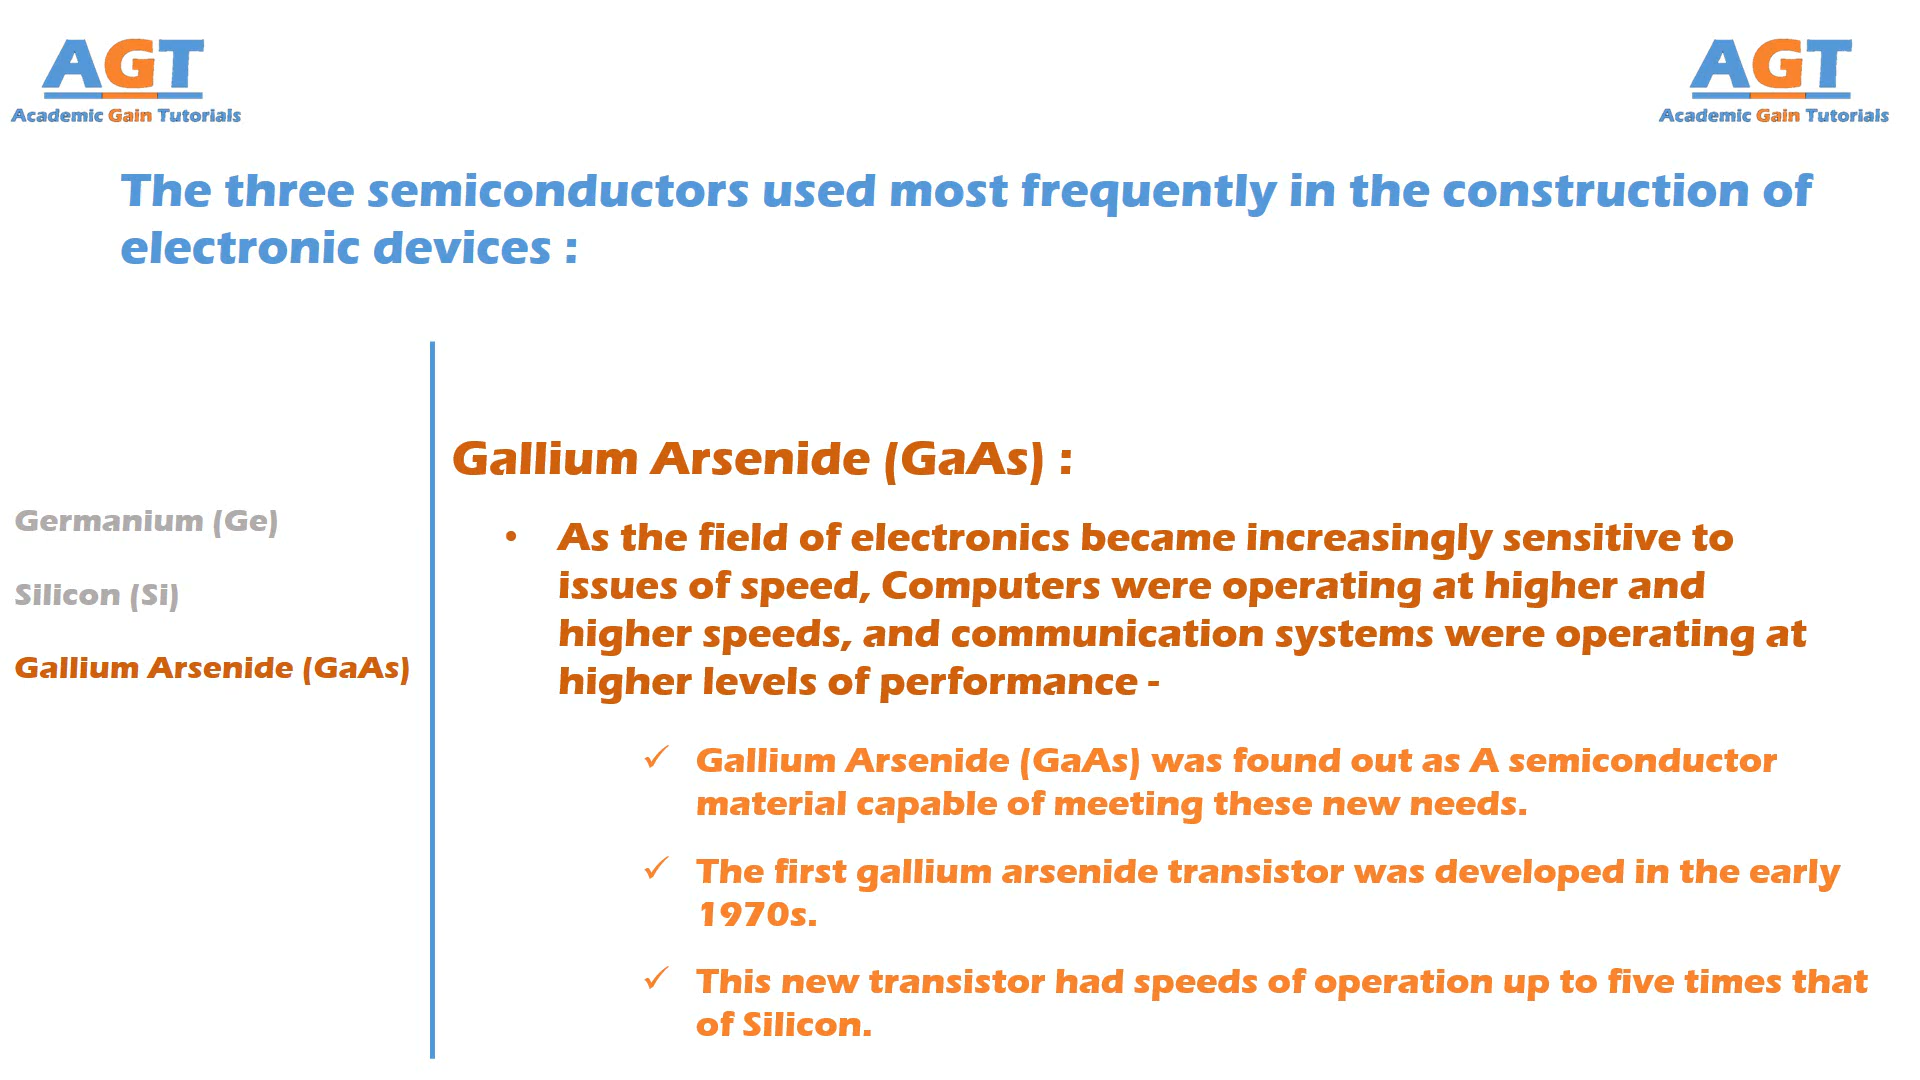 AGT
Academic Gain Tutorials
AGT
Academic Gain Tutorials
The three semiconductors used most frequently in the construction of
electronic devices :
Germanium (Ge)
Silicon (Si)
Gallium Arsenide (GaAs)
Gallium Arsenide (GaAs) :
• As the field of electronics became increasingly sensitive to
issues of speed, Computers were operating at higher and
higher speeds, and communication systems were operating at
higher levels of performance -
✓ Gallium Arsenide (GaAs) was found out as A semiconductor
material capable of meeting these new needs.
✓ The first gallium arsenide transistor was developed in the early
1970s.
✓ This new transistor had speeds of operation up to five times that
of Silicon.